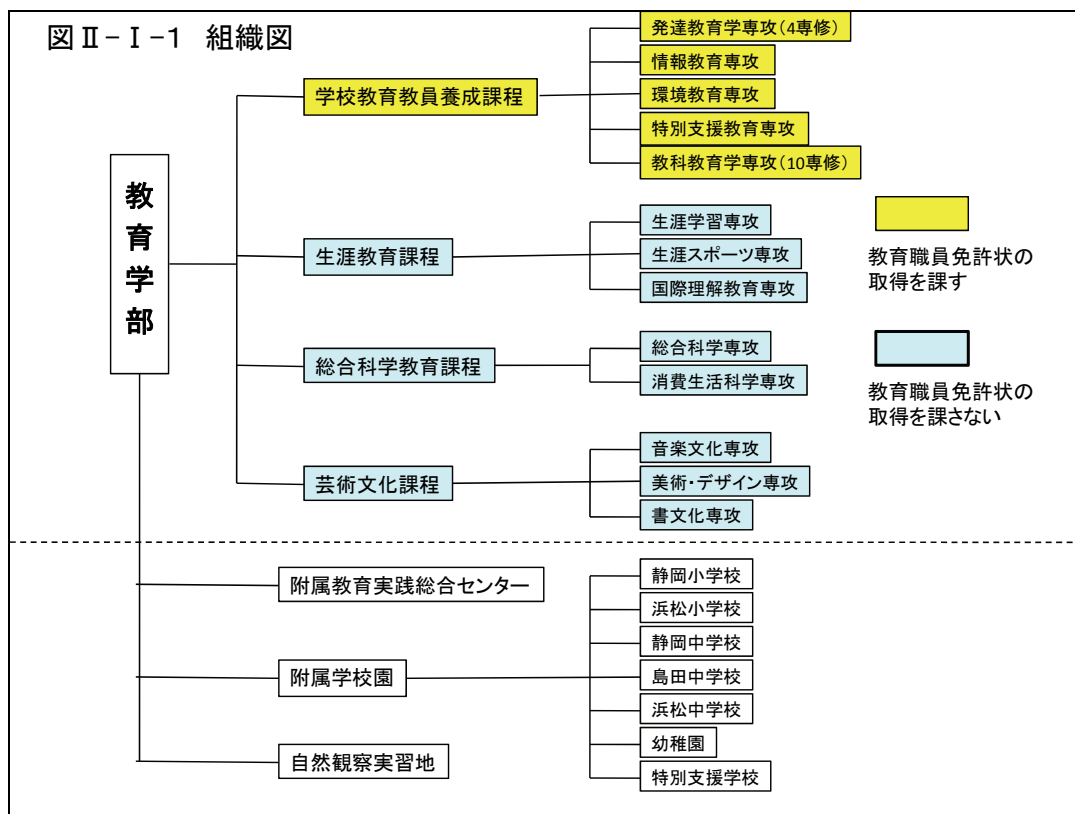 図Ⅱ-Ⅰ-1 組織図
教育学部
学校教育教員養成課程
発達教育学専攻(4専修)
情報教育専攻
環境教育専攻
特別支援教育専攻
教科教育学専攻(10専修)
生涯教育課程
生涯学習専攻
生涯スポーツ専攻
国際理解教育専攻
総合科学教育課程
総合科学専攻
消費生活科学専攻
芸術文化課程
音楽文化専攻
美術・デザイン専攻
書文化専攻
教育職員免許状の
取得を課す
教育職員免許状の
取得を課さない
附属教育実践総合センター
附属学校園
静岡小学校
浜松小学校
静岡中学校
島田中学校
浜松中学校
幼稚園
特別支援学校
自然観察実習地